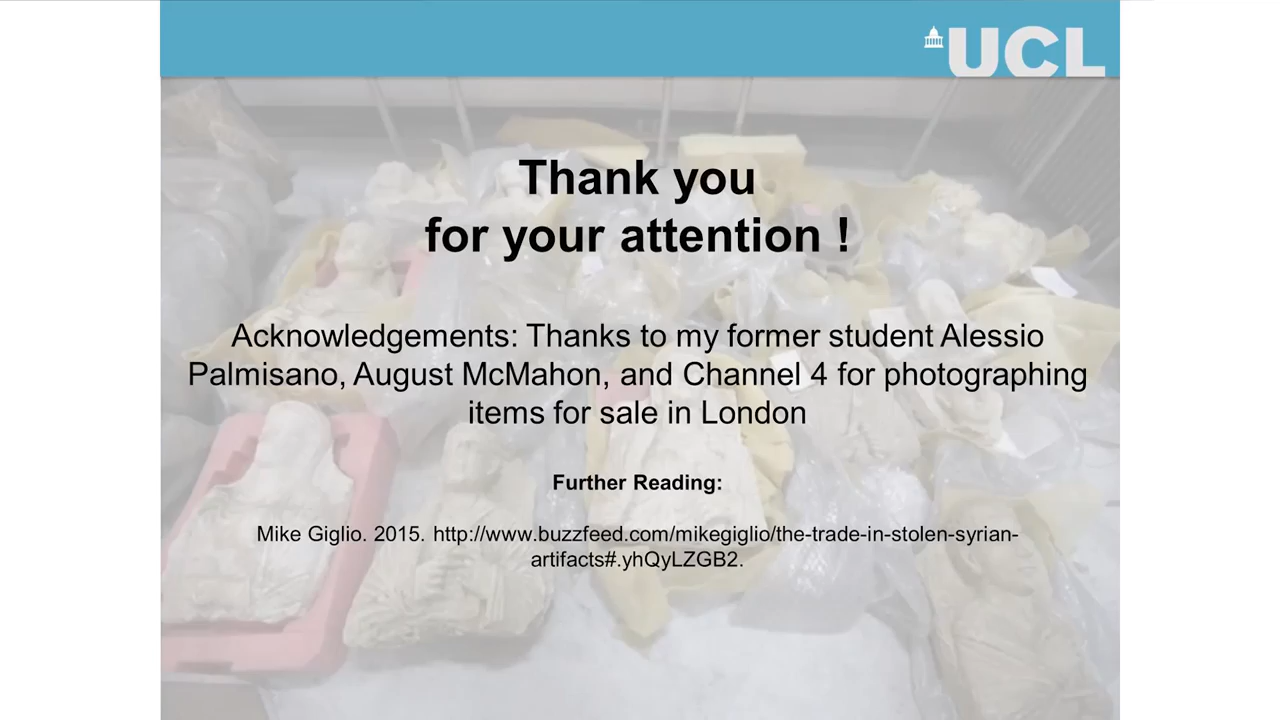 UCL
Thank you
for your attention !
Acknowledgements: Thanks to my former student Alessio
Palmisano, August McMahon, and Channel 4 for photographing
items for sale in London
Further Reading:
Mike Giglio. 2015. http://www.buzzfeed.com/mikegiglio/the-trade-in-stolen-syrian-
artifacts#.yhQyLZGB2.